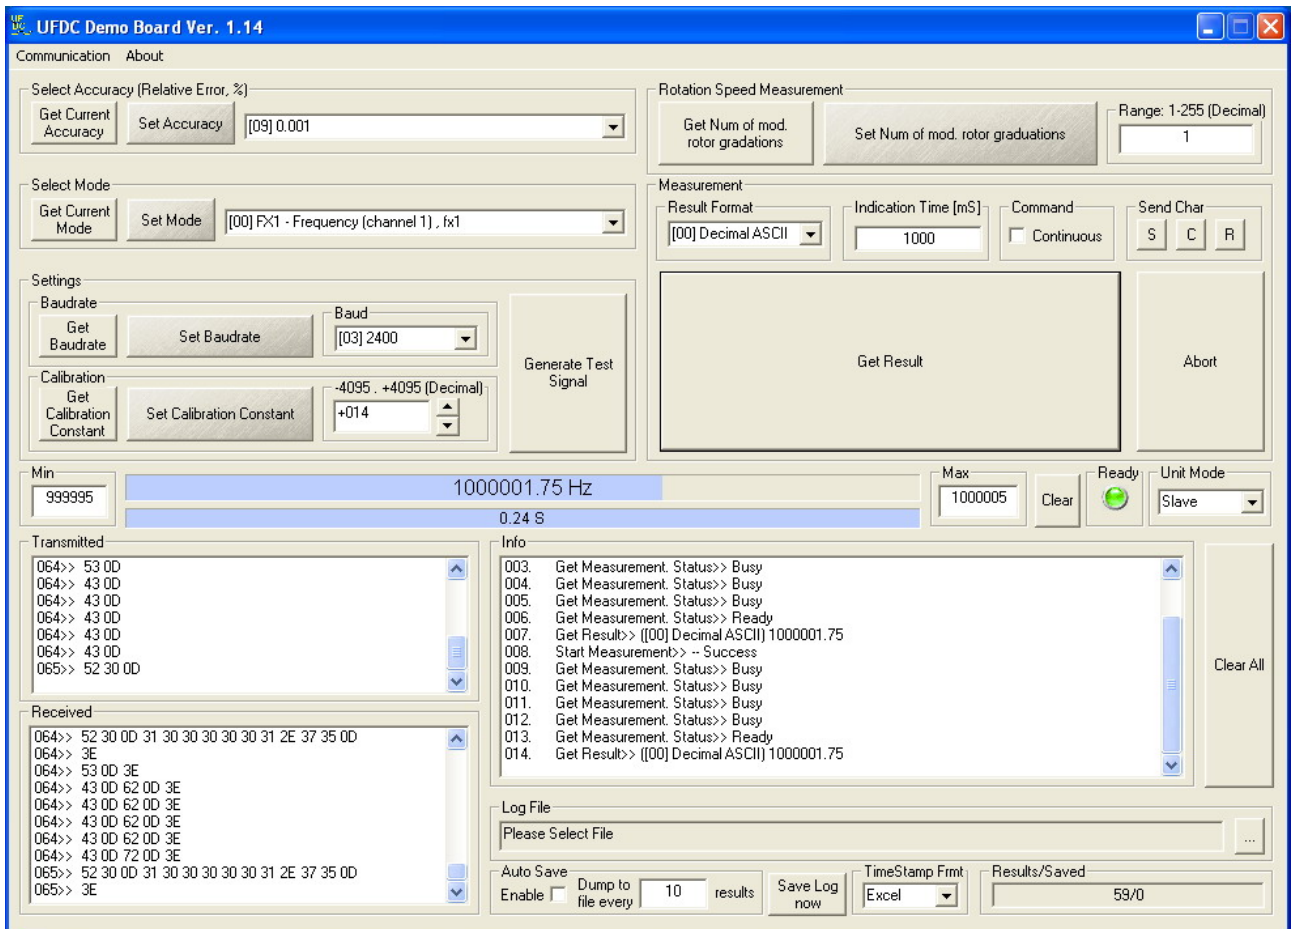 UFDC Demo Board Ver. 1.14
Communication About
Select Accuracy (Relative Error, %)
Get Current Accuracy
Set Accuracy
[09] 0.001
Rotation Speed Measurement
Get Num of mod. rotor gradations
Set Num of mod. rotor graduations
Range: 1-255 (Decimal)
1
Select Mode
Get Current Mode
Set Mode
[00] FX1 - Frequency (channel 1) , fx1
Measurement
Result Format
[00] Decimal ASCII
Indication Time [mS]
1000
Command
Continuous
Send Char
S C R
Settings
Baudrate
Get Baudrate
Set Baudrate
Baud
[03] 2400
Calibration
Get Calibration Constant
Set Calibration Constant
-4095 . +4095 (Decimal)
+014
Generate Test Signal
Get Result
Abort
Min
999995
1000001.75 Hz
0.24 S
Max
1000005
Clear
Ready
Unit Mode
Slave
Transmitted
064>> 53 0D
064>> 43 0D
064>> 43 0D
064>> 43 0D
064>> 43 0D
064>> 43 0D
065>> 52 30 0D
Received
064>> 52 30 0D 31 30 30 30 30 30 31 2E 37 35 0D
064>> 3E
064>> 53 0D 3E
064>> 43 0D 62 0D 3E
064>> 43 0D 62 0D 3E
064>> 43 0D 62 0D 3E
064>> 43 0D 62 0D 3E
064>> 43 0D 72 0D 3E
065>> 52 30 0D 31 30 30 30 30 30 31 2E 37 35 0D
065>> 3E
Info
003. Get Measurement. Status>> Busy
004. Get Measurement. Status>> Busy
005. Get Measurement. Status>> Busy
006. Get Measurement. Status>> Ready
007. Get Result>> ([00] Decimal ASCII) 1000001.75
008. Start Measurement>> -- Success
009. Get Measurement. Status>> Busy
010. Get Measurement. Status>> Busy
011. Get Measurement. Status>> Busy
012. Get Measurement. Status>> Busy
013. Get Measurement. Status>> Ready
014. Get Result>> ([00] Decimal ASCII) 1000001.75
Clear All
Log File
Please Select File
...
Auto Save
Enable
Dump to file every
10
results
Save Log now
TimeStamp Frmt
Excel
Results/Saved
59/0